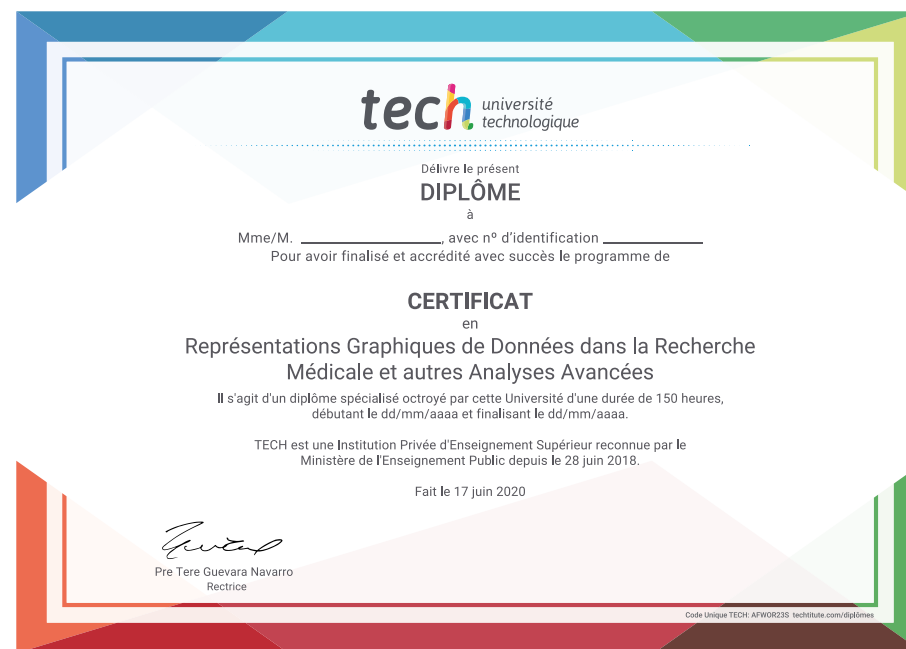 tech université
technologique
Délivre le présent
DIPLÔME
à
Mme/M. ____________________, avec nº d'identification ______________
Pour avoir finalisé et accrédité avec succès le programme de
CERTIFICAT
en
Représentations Graphiques de Données dans la Recherche
Médicale et autres Analyses Avancées
Il s'agit d'un diplôme spécialisé octroyé par cette Université d'une durée de 150 heures,
débutant le dd/mm/aaaa et finalisant le dd/mm/aaaa.
TECH est une Institution Privée d'Enseignement Supérieur reconnue par le
Ministère de l'Enseignement Public depuis le 28 juin 2018.
Fait le 17 juin 2020
Pre Tere Guevara Navarro
Rectrice
Code Unique TECH: AFWOR23S techtitute.com/diplômes